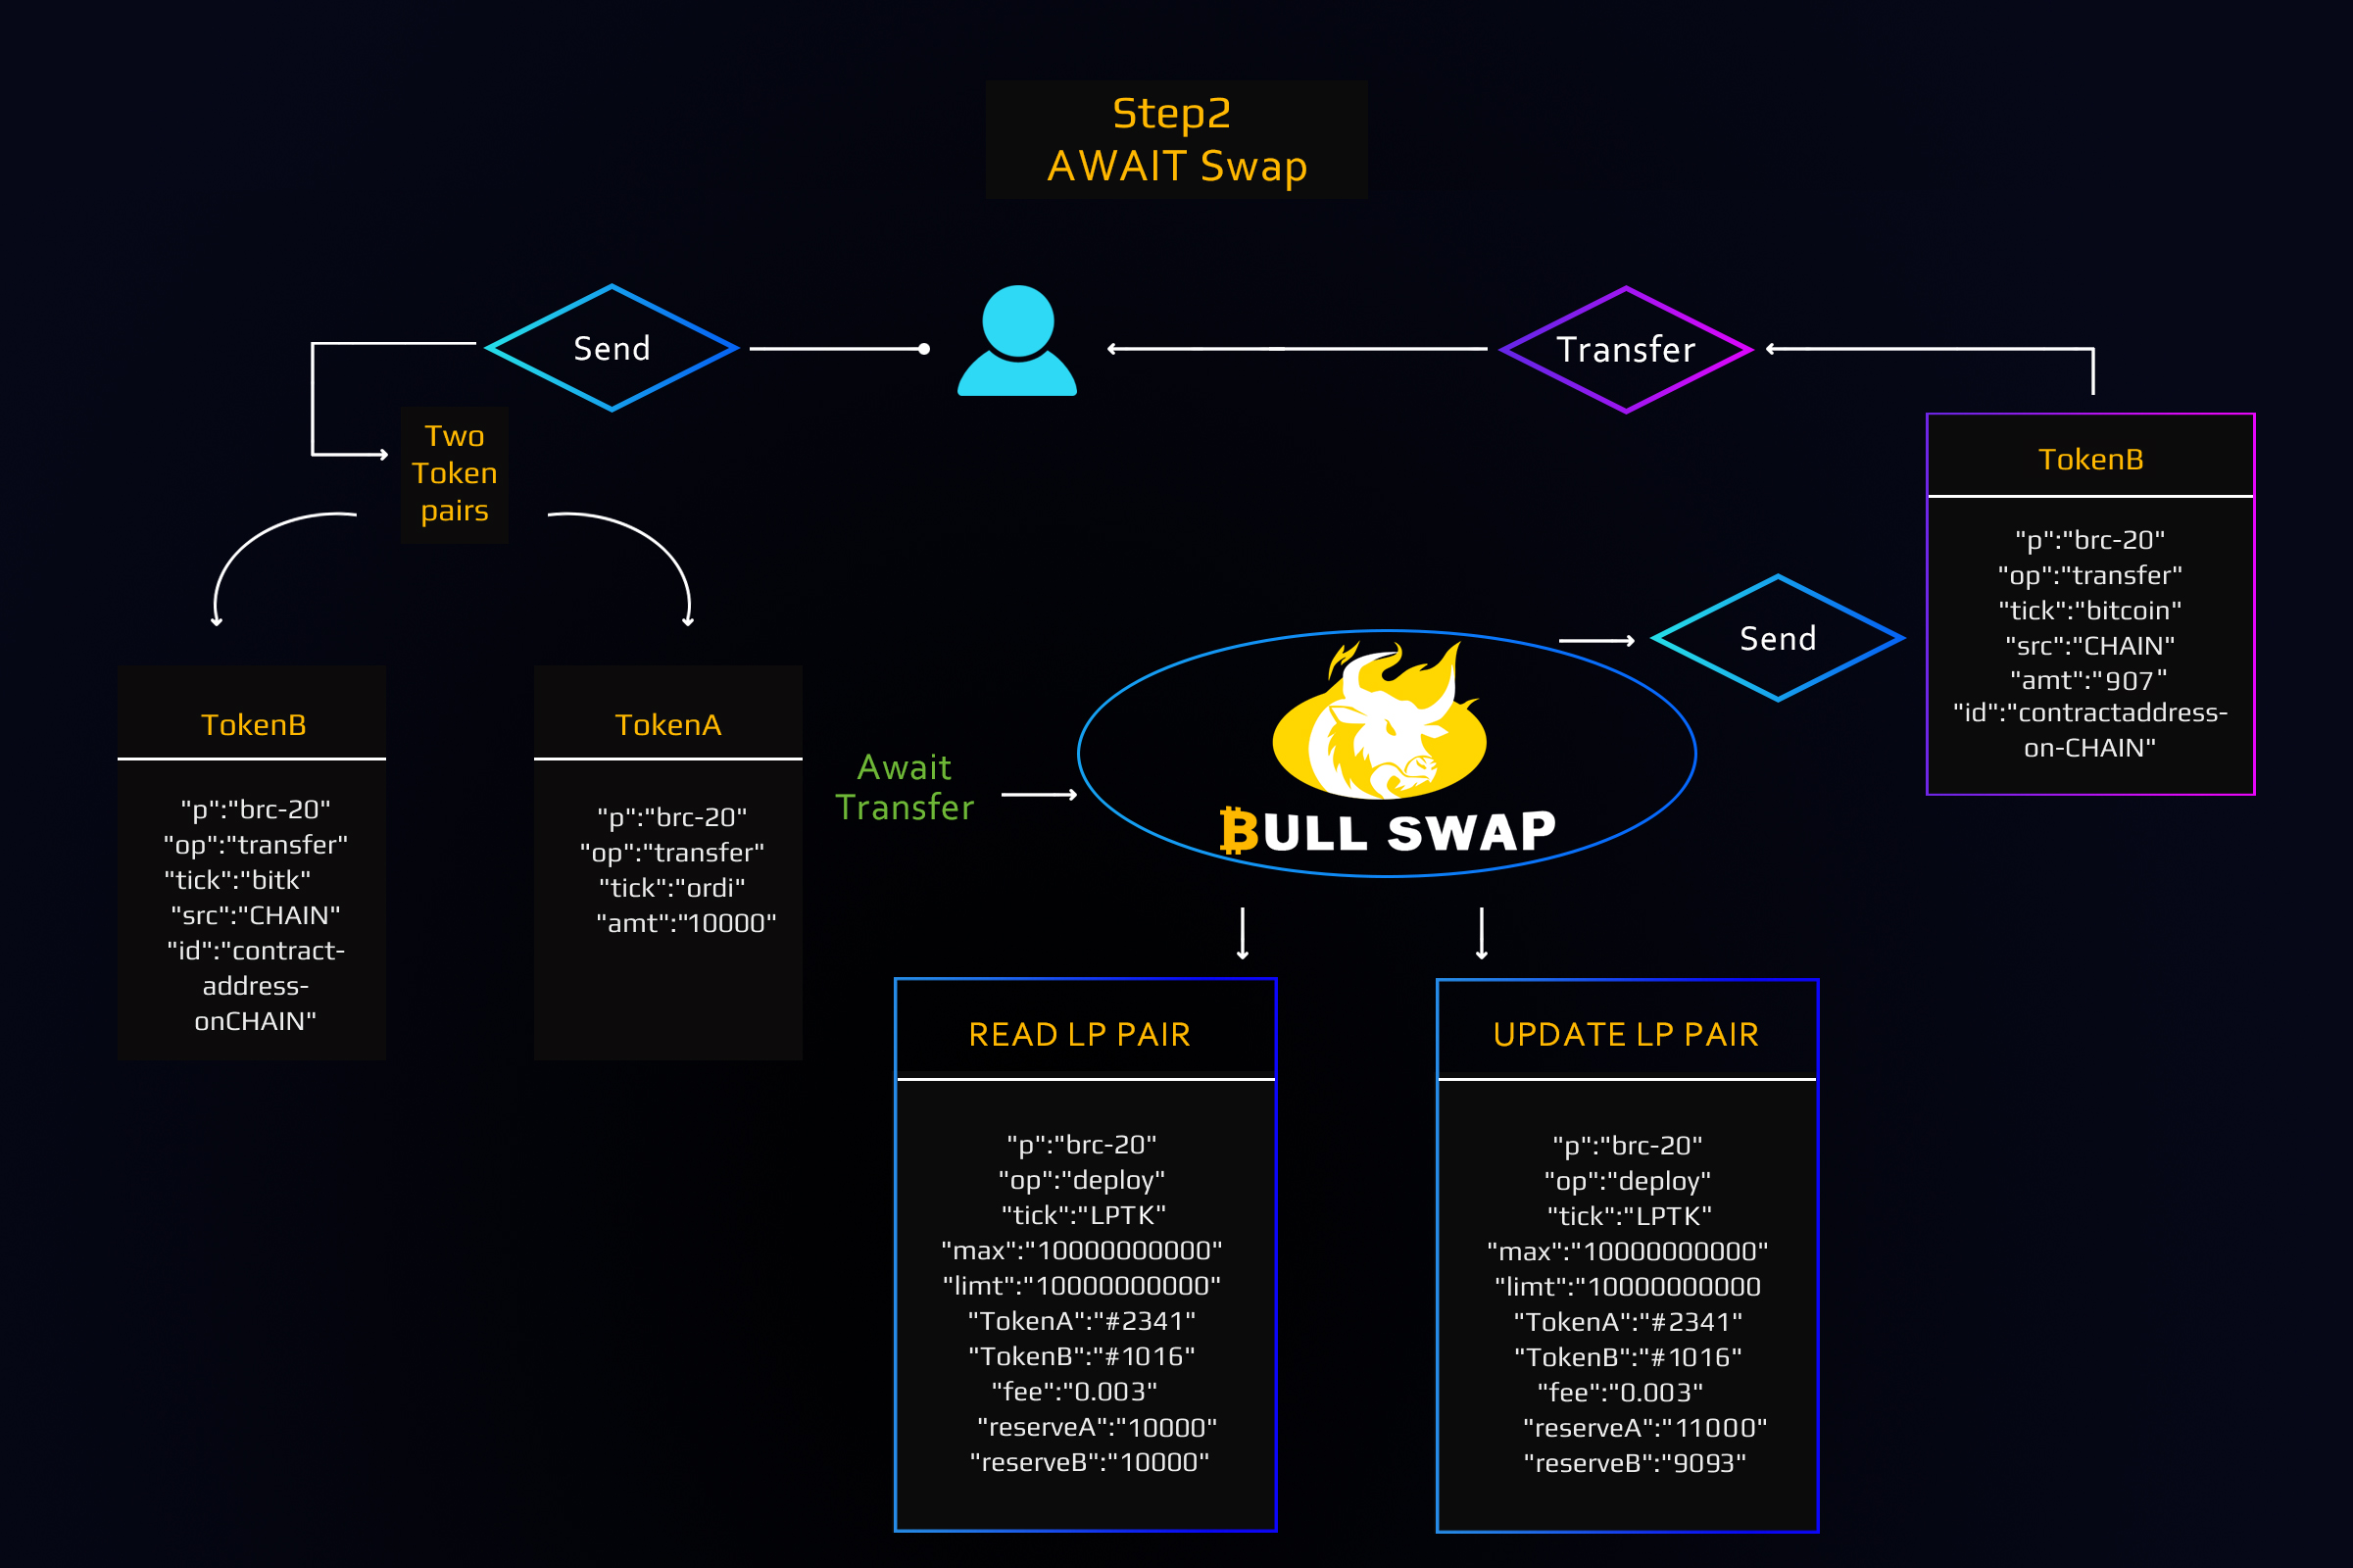 Step2
AWAIT Swap
Send
Transfer
Two
Token
pairs
TokenB
"p":"brc-20"
"op":"transfer"
"tick":"bitk"
"src":"CHAIN"
"id":"contract-
address-
onCHAIN"
TokenA
"p":"brc-20"
"op":"transfer"
"tick":"ordi"
"amt":"10000"
Await
Transfer
BULL SWAP
Send
TokenB
"p":"brc-20"
"op":"transfer"
"tick":"bitcoin"
"src":"CHAIN"
"amt":"907"
"id":"contractaddress-
on-CHAIN"
READ LP PAIR
"p":"brc-20"
"op":"deploy"
"tick":"LPTK"
"max":"10000000000"
"limt":"10000000000"
"TokenA":"#2341"
"TokenB":"#1016"
"fee":"0.003"
"reserveA":"10000"
"reserveB":"10000"
UPDATE LP PAIR
"p":"brc-20"
"op":"deploy"
"tick":"LPTK"
"max":"10000000000"
"limt":"10000000000
"TokenA":"#2341"
"TokenB":"#1016"
"fee":"0.003"
"reserveA":"11000"
"reserveB":"9093"